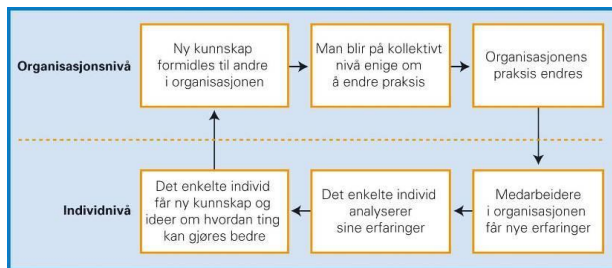 Organisasjonsnivå
Ny kunnskap
formidles til andre
i organisasjonen
Man blir på kollektivt
nivå enige om
å endre praksis
Organisasjonens
praksis endres
Individnivå
Det enkelte individ
får ny kunnskap og
ideer om hvordan ting
kan gjøres bedre
Det enkelte individ
analyserer
sine erfaringer
Medarbeidere
i organisasjonen
får nye erfaringer